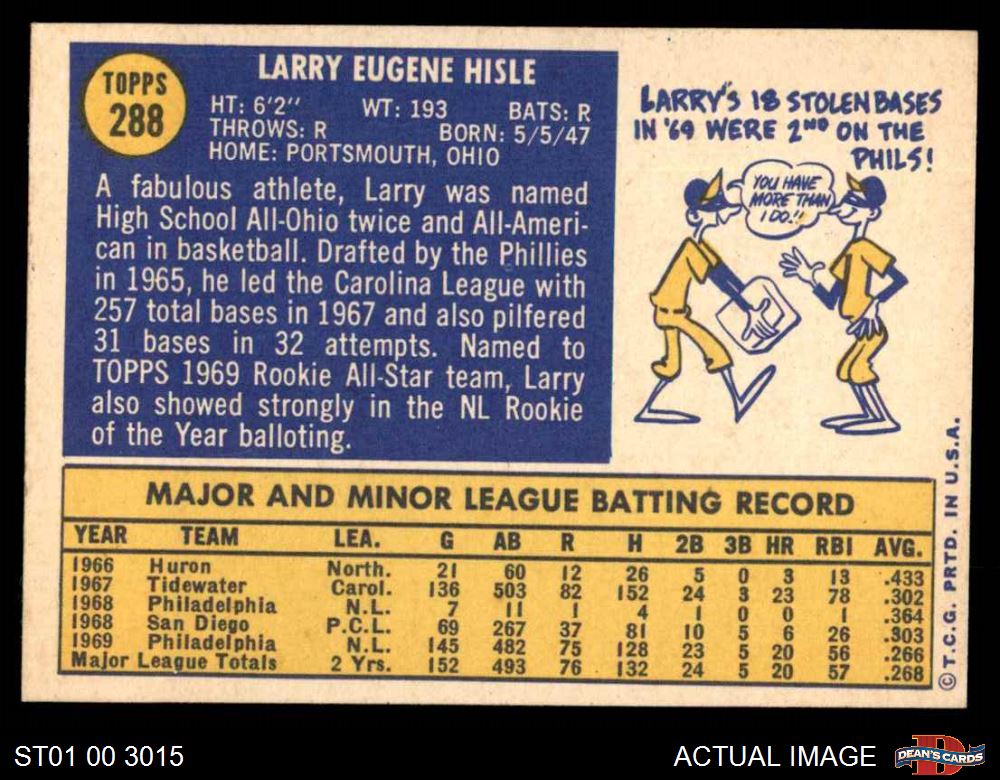 TOPPS
288
LARRY EUGENE HISLE
HT: 6'2'' WT: 193 BATS: R
THROWS: R BORN: 5/5/47
HOME: PORTSMOUTH, OHIO
A fabulous athlete, Larry was named
High School All-Ohio twice and All-Ameri-
can in basketball. Drafted by the Phillies
in 1965, he led the Carolina League with
257 total bases in 1967 and also pilfered
31 bases in 32 attempts. Named to
TOPPS 1969 Rookie All-Star team, Larry
also showed strongly in the NL Rookie
of the Year balloting.
LARRY'S 18 STOLEN BASES
IN '69 WERE 2ND ON THE
PHILS!
YOU HAVE
MORE THAN
I DO!!
MAJOR AND MINOR LEAGUE BATTING RECORD
YEAR TEAM LEA. G AB R H 2B 3B HR RBI AVG.
1966 Huron North. 21 60 12 26 5 0 3 13 .433
1967 Tidewater Carol. 136 503 82 152 24 3 23 78 .302
1968 Philadelphia N.L. 7 11 1 4 1 0 0 1 .364
1968 San Diego P.C.L. 69 267 37 81 10 5 6 26 .303
1969 Philadelphia N.L. 145 482 75 128 23 5 20 56 .266
Major League Totals 2 Yrs. 152 493 76 132 24 5 20 57 .268
©T.C.G. PRTD. IN U.S.A.
ST01 00 3015
ACTUAL IMAGE
DEAN'S CARDS